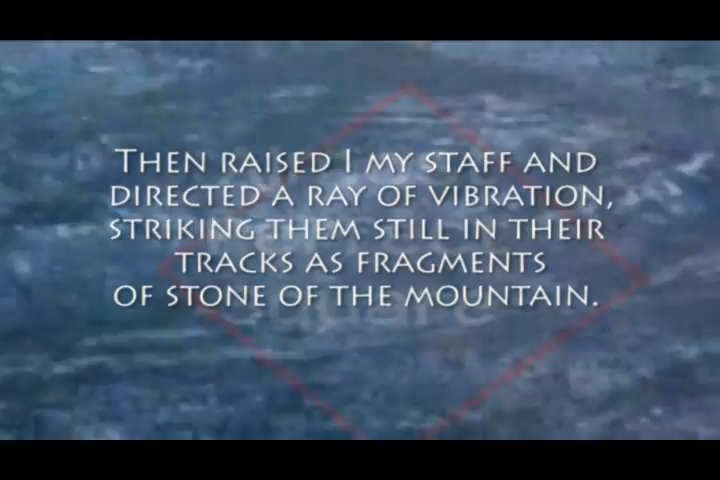 Then raised I my staff and
directed a ray of vibration,
striking them still in their
tracks as fragments
of stone of the mountain.
square